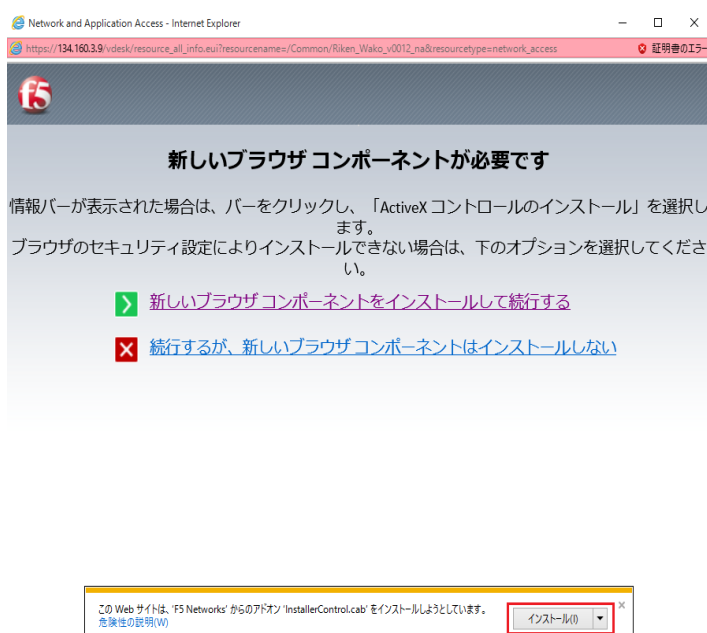 Network and Application Access - Internet Explorer
https://134.160.3.9/vdesk/resource_all_info.eui?resourcename=/Common/Riken_Wako_v0012_na&resourcetype=network_access
証明書のエラー
f5
新しいブラウザ コンポーネントが必要です
情報バーが表示された場合は、バーをクリックし、「ActiveX コントロールのインストール」を選択し
ます。
ブラウザのセキュリティ設定によりインストールできない場合は、下のオプションを選択してくださ
い。
新しいブラウザ コンポーネントをインストールして続行する
続行するが、新しいブラウザ コンポーネントはインストールしない
この Web サイトは、'F5 Networks' からのアドオン 'InstallerControl.cab' をインストールしようとしています。
危険性の説明(W)
インストール(I)